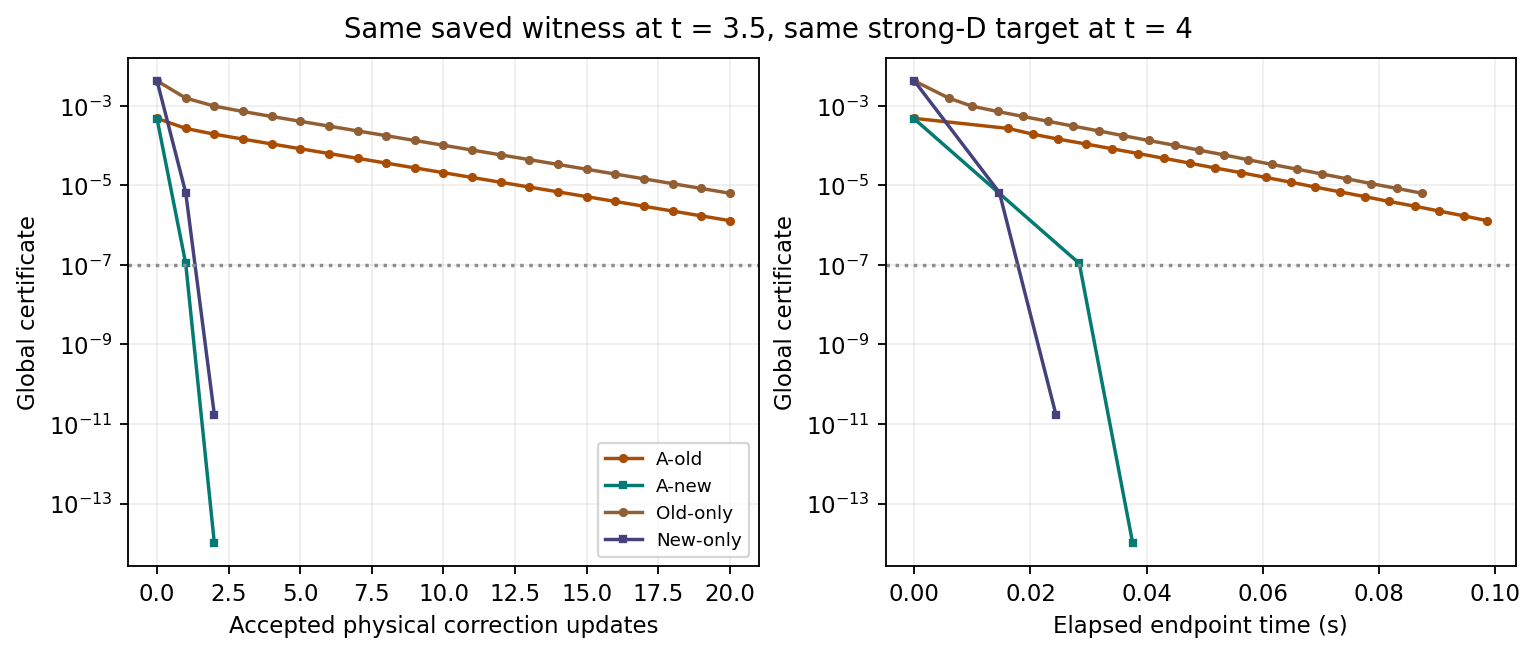 Same saved witness at t = 3.5, same strong-D target at t = 4
Global certificate
10⁻³
10⁻⁵
10⁻⁷
10⁻⁹
10⁻¹¹
10⁻¹³
0.0 2.5 5.0 7.5 10.0 12.5 15.0 17.5 20.0
Accepted physical correction updates
A-old
A-new
Old-only
New-only
Global certificate
10⁻³
10⁻⁵
10⁻⁷
10⁻⁹
10⁻¹¹
10⁻¹³
0.00 0.02 0.04 0.06 0.08 0.10
Elapsed endpoint time (s)